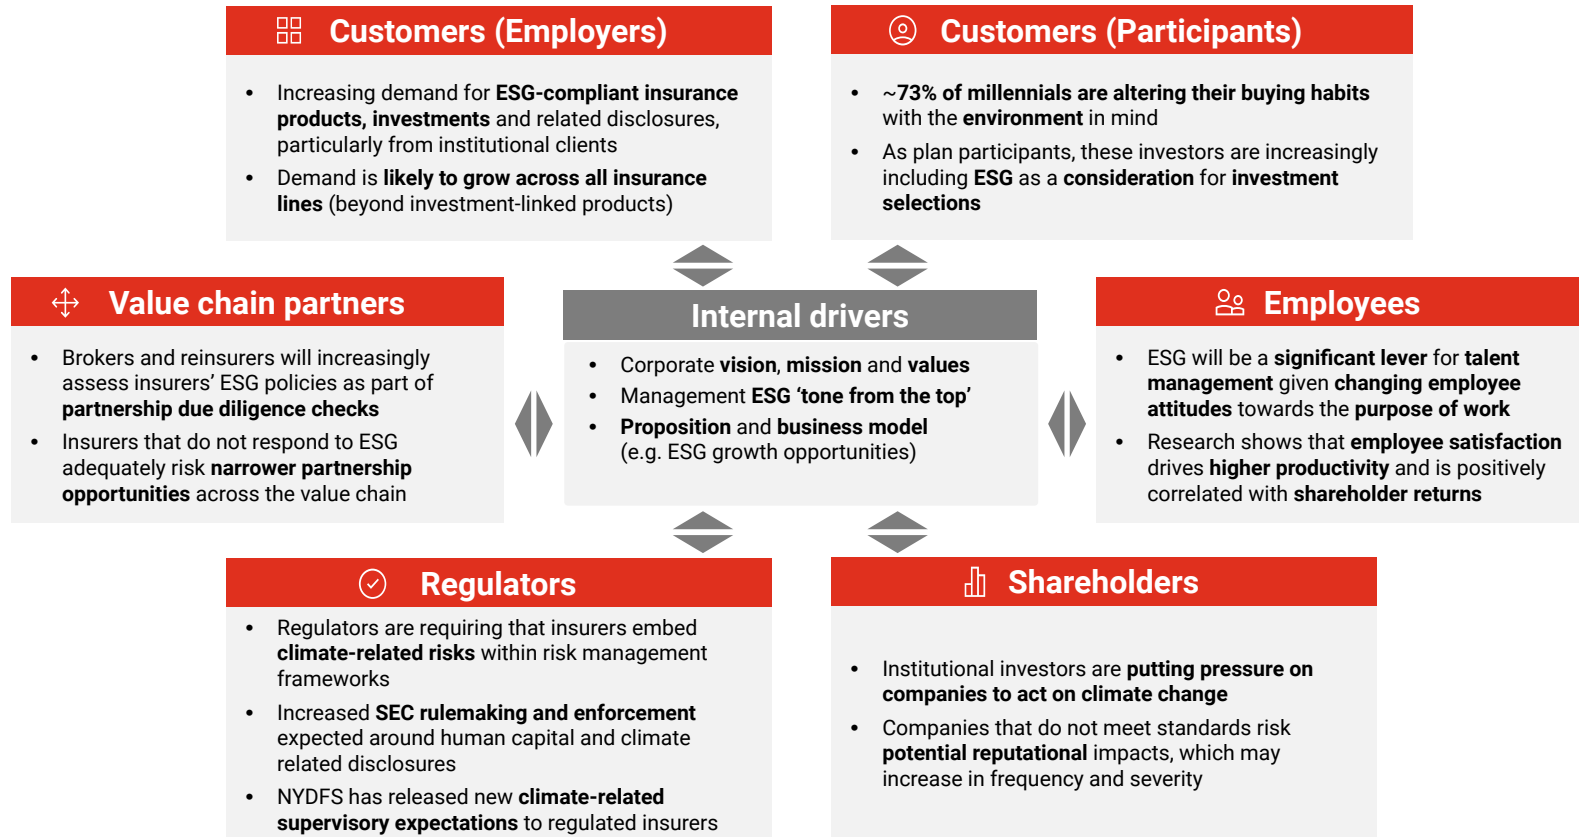 Customers (Employers)
• Increasing demand for ESG-compliant insurance
products, investments and related disclosures,
particularly from institutional clients
• Demand is likely to grow across all insurance
lines (beyond investment-linked products)
Customers (Participants)
• ~73% of millennials are altering their buying habits
with the environment in mind
• As plan participants, these investors are increasingly
including ESG as a consideration for investment
selections
Value chain partners
• Brokers and reinsurers will increasingly
assess insurers’ ESG policies as part of
partnership due diligence checks
• Insurers that do not respond to ESG
adequately risk narrower partnership
opportunities across the value chain
Internal drivers
• Corporate vision, mission and values
• Management ESG ‘tone from the top’
• Proposition and business model
(e.g. ESG growth opportunities)
Employees
• ESG will be a significant lever for talent
management given changing employee
attitudes towards the purpose of work
• Research shows that employee satisfaction
drives higher productivity and is positively
correlated with shareholder returns
Regulators
• Regulators are requiring that insurers embed
climate-related risks within risk management
frameworks
• Increased SEC rulemaking and enforcement
expected around human capital and climate
related disclosures
• NYDFS has released new climate-related
supervisory expectations to regulated insurers
Shareholders
• Institutional investors are putting pressure on
companies to act on climate change
• Companies that do not meet standards risk
potential reputational impacts, which may
increase in frequency and severity